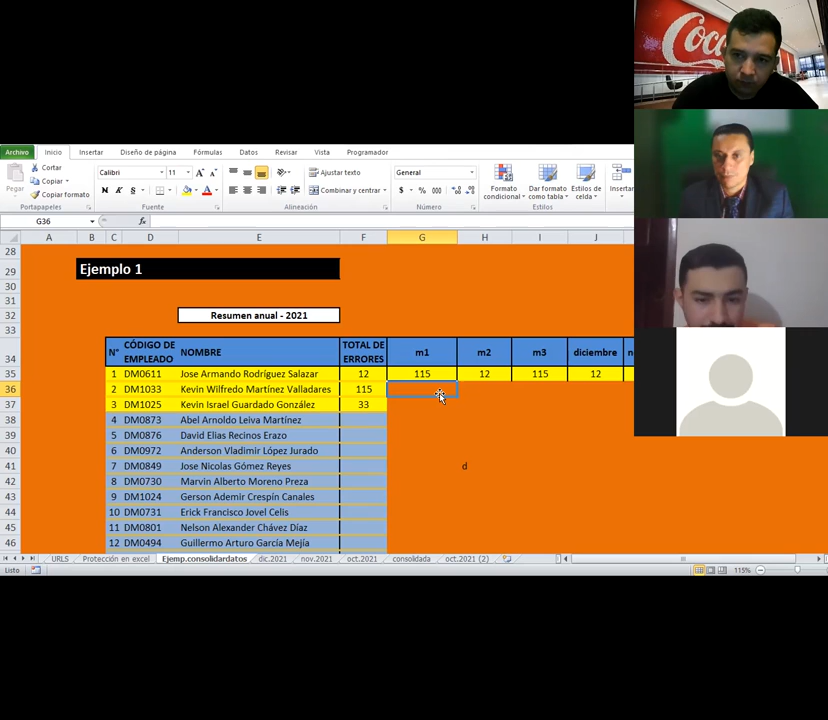 Coca
Archivo Inicio Insertar Diseño de página Fórmulas Datos Revisar Vista Programador
Cortar
Copiar
Copiar formato
Pegar
Portapapeles
Calibri 11 A A
N K S A
Fuente
Ajustar texto
Combinar y centrar
Alineación
General
$ % 000
Número
Formato condicional
Dar formato como tabla
Estilos de celda
Estilos
Insertar
G36 fx
A B C D E F G H I J
28
29 Ejemplo 1
30
31
32 Resumen anual - 2021
33
34 N° CÓDIGO DE EMPLEADO NOMBRE TOTAL DE ERRORES m1 m2 m3 diciembre
35 1 DM0611 Jose Armando Rodríguez Salazar 12 115 12 115 12
36 2 DM1033 Kevin Wilfredo Martínez Valladares 115
37 3 DM1025 Kevin Israel Guardado González 33
38 4 DM0873 Abel Arnoldo Leiva Martínez
39 5 DM0876 David Elias Recinos Erazo
40 6 DM0972 Anderson Vladimir López Jurado
41 7 DM0849 Jose Nicolas Gómez Reyes d
42 8 DM0730 Marvin Alberto Moreno Preza
43 9 DM1024 Gerson Ademir Crespín Canales
44 10 DM0731 Erick Francisco Jovel Celis
45 11 DM0801 Nelson Alexander Chávez Díaz
46 12 DM0494 Guillermo Arturo García Mejía
URLS Protección en excel Ejemp.consolidardatos dic.2021 nov.2021 oct.2021 consolidada oct.2021 (2)
Listo 115%